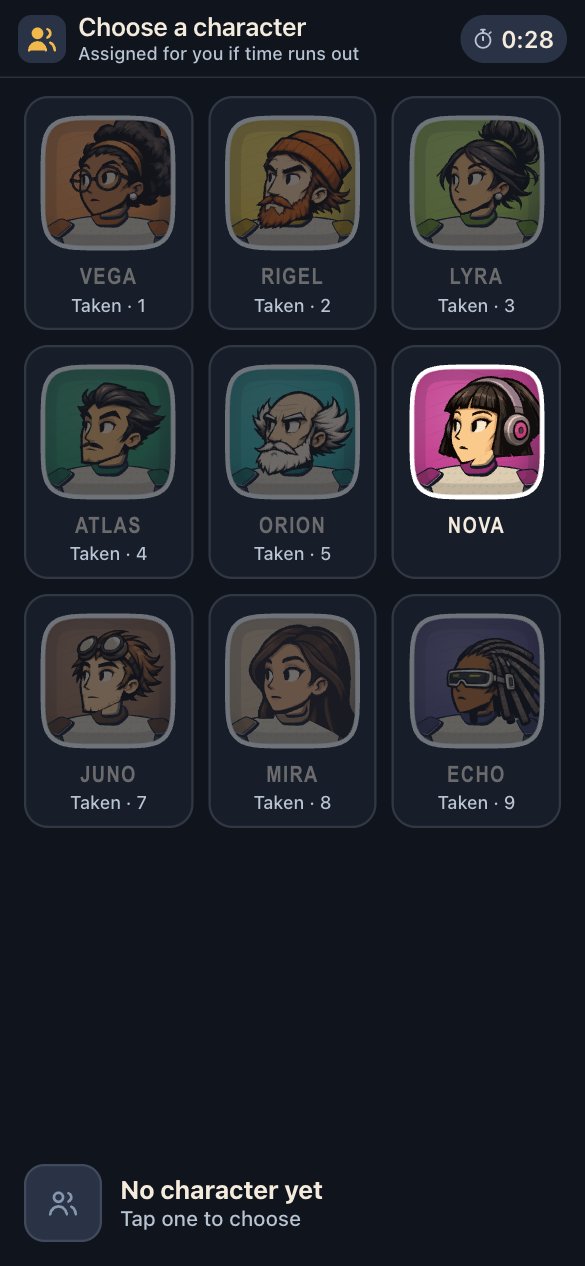 Choose a character
Assigned for you if time runs out
0:28
VEGA
Taken · 1
RIGEL
Taken · 2
LYRA
Taken · 3
ATLAS
Taken · 4
ORION
Taken · 5
NOVA
JUNO
Taken · 7
MIRA
Taken · 8
ECHO
Taken · 9
No character yet
Tap one to choose